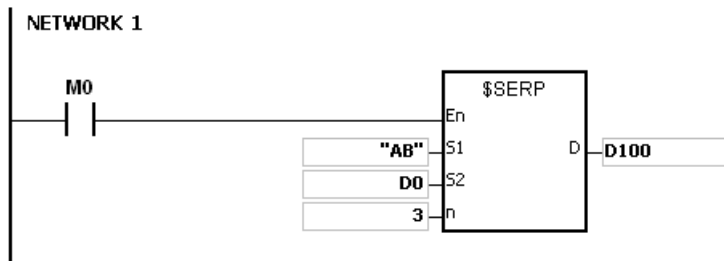 NETWORK 1
M0
$SERP
En
"AB" S1 D D100
D0 S2
3 n